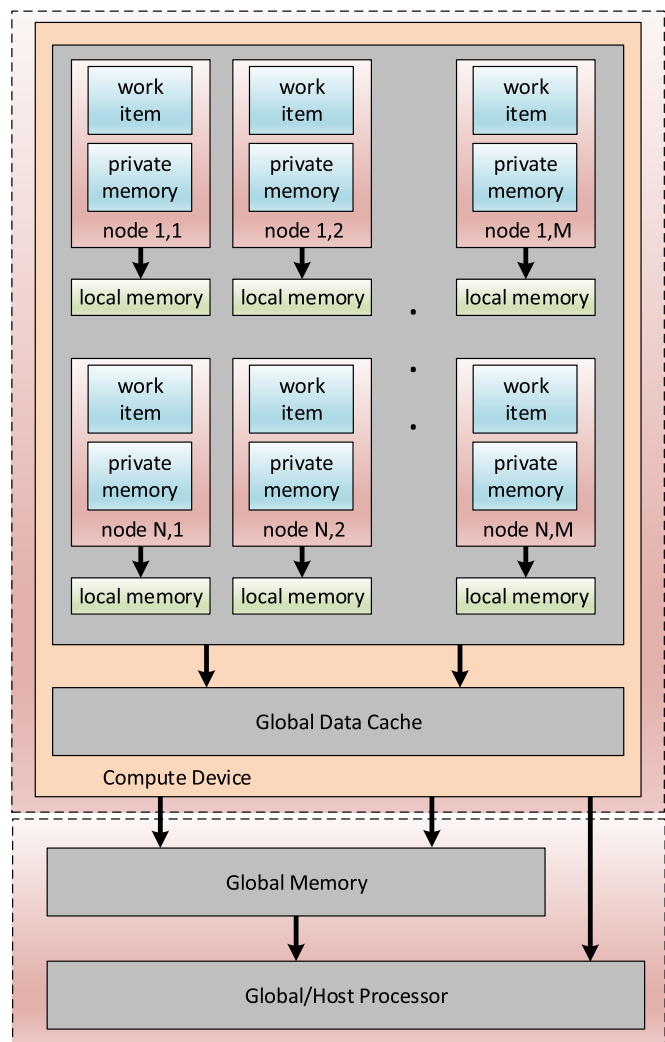 work
item
private
memory
node 1,1
work
item
private
memory
node 1,2
work
item
private
memory
node 1,M
local memory
local memory
local memory
work
item
private
memory
node N,1
work
item
private
memory
node N,2
work
item
private
memory
node N,M
local memory
local memory
local memory
Global Data Cache
Compute Device
Global Memory
Global/Host Processor